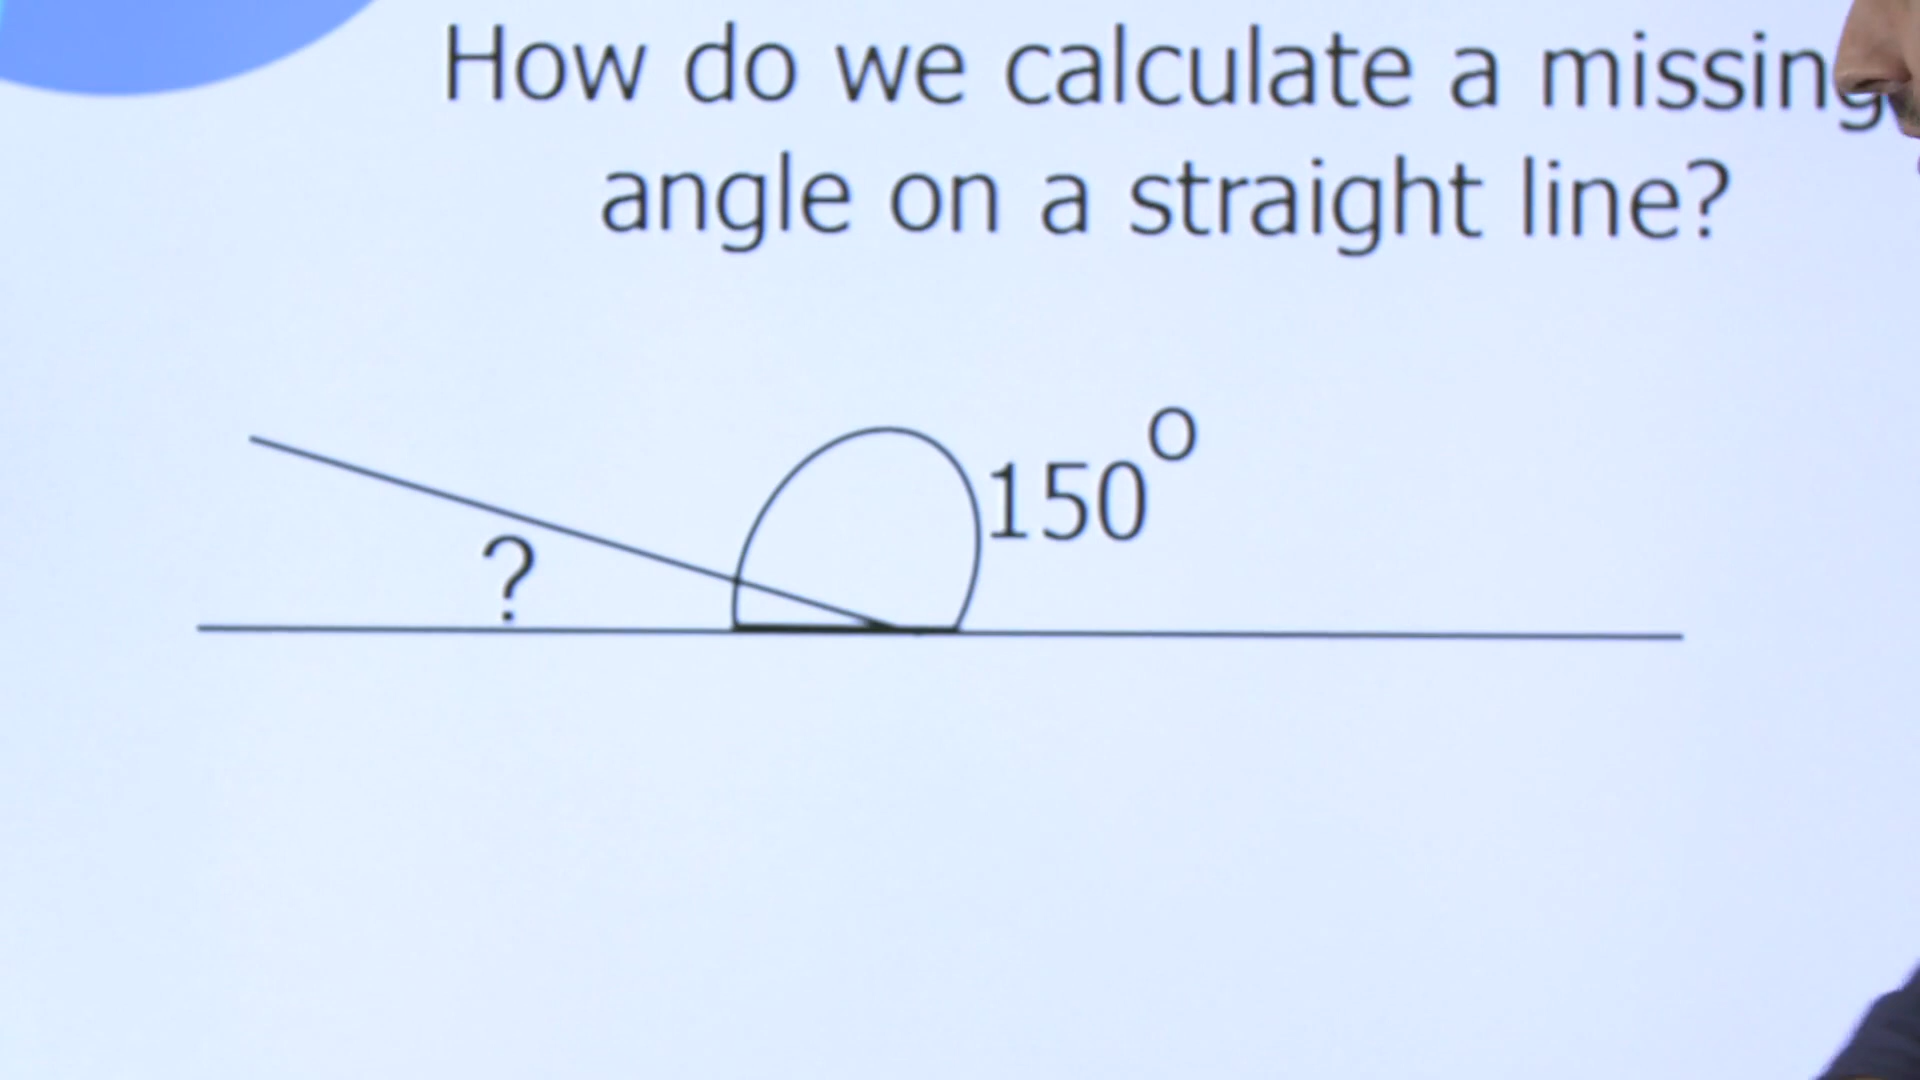 How do we calculate a missing
angle on a straight line?
150°
?